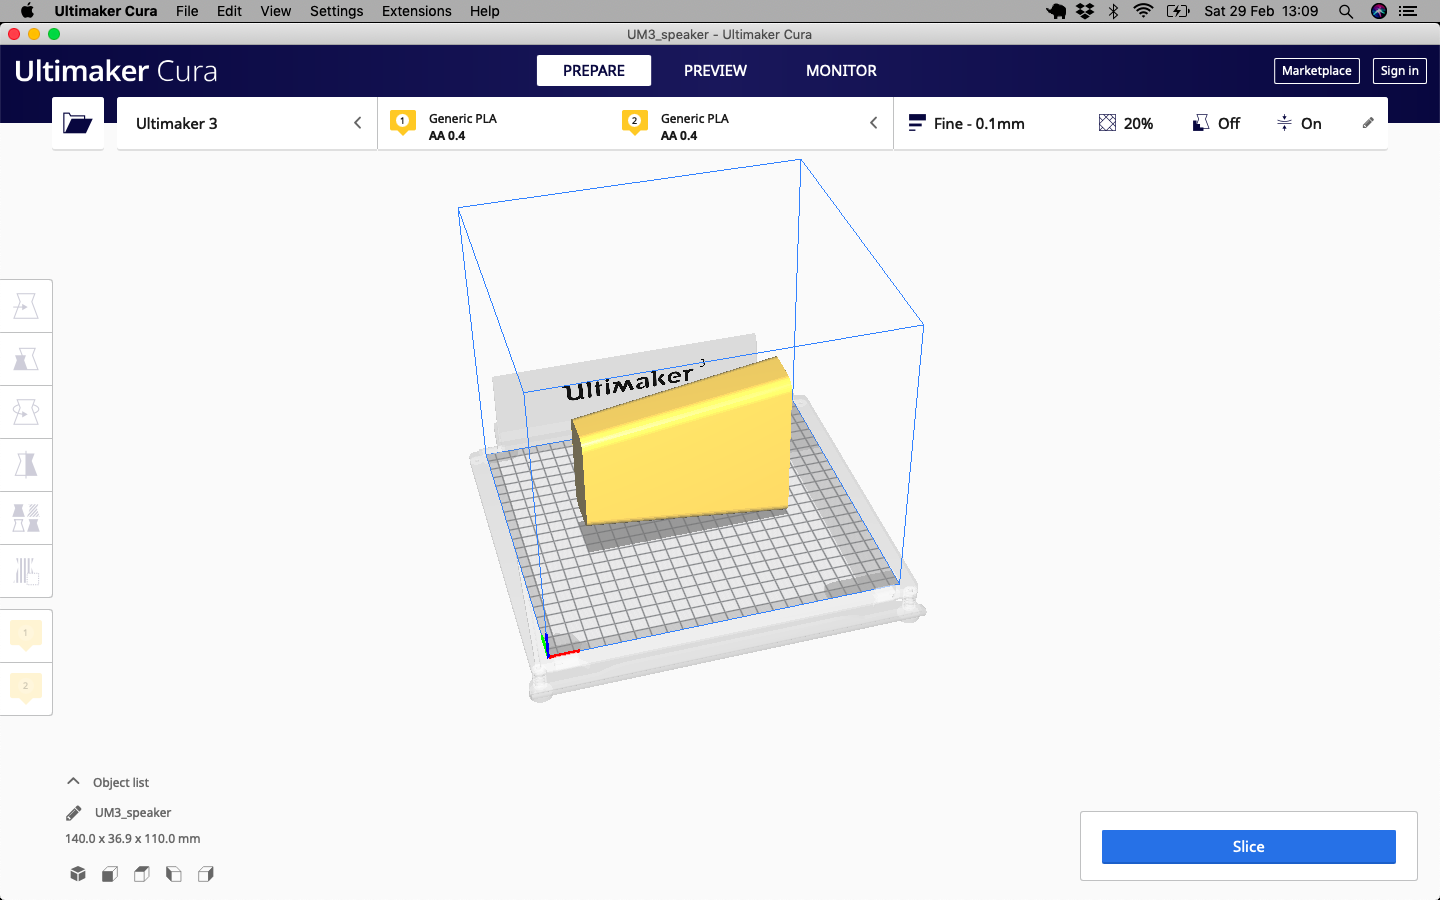 Ultimaker Cura File Edit View Settings Extensions Help Sat 29 Feb 13:09
UM3_speaker - Ultimaker Cura
Ultimaker Cura PREPARE PREVIEW MONITOR Marketplace Sign in
Ultimaker 3
1 Generic PLA
AA 0.4
2 Generic PLA
AA 0.4
Fine - 0.1mm 20% Off On
Ultimaker 3
1
2
Object list
UM3_speaker
140.0 x 36.9 x 110.0 mm
Slice